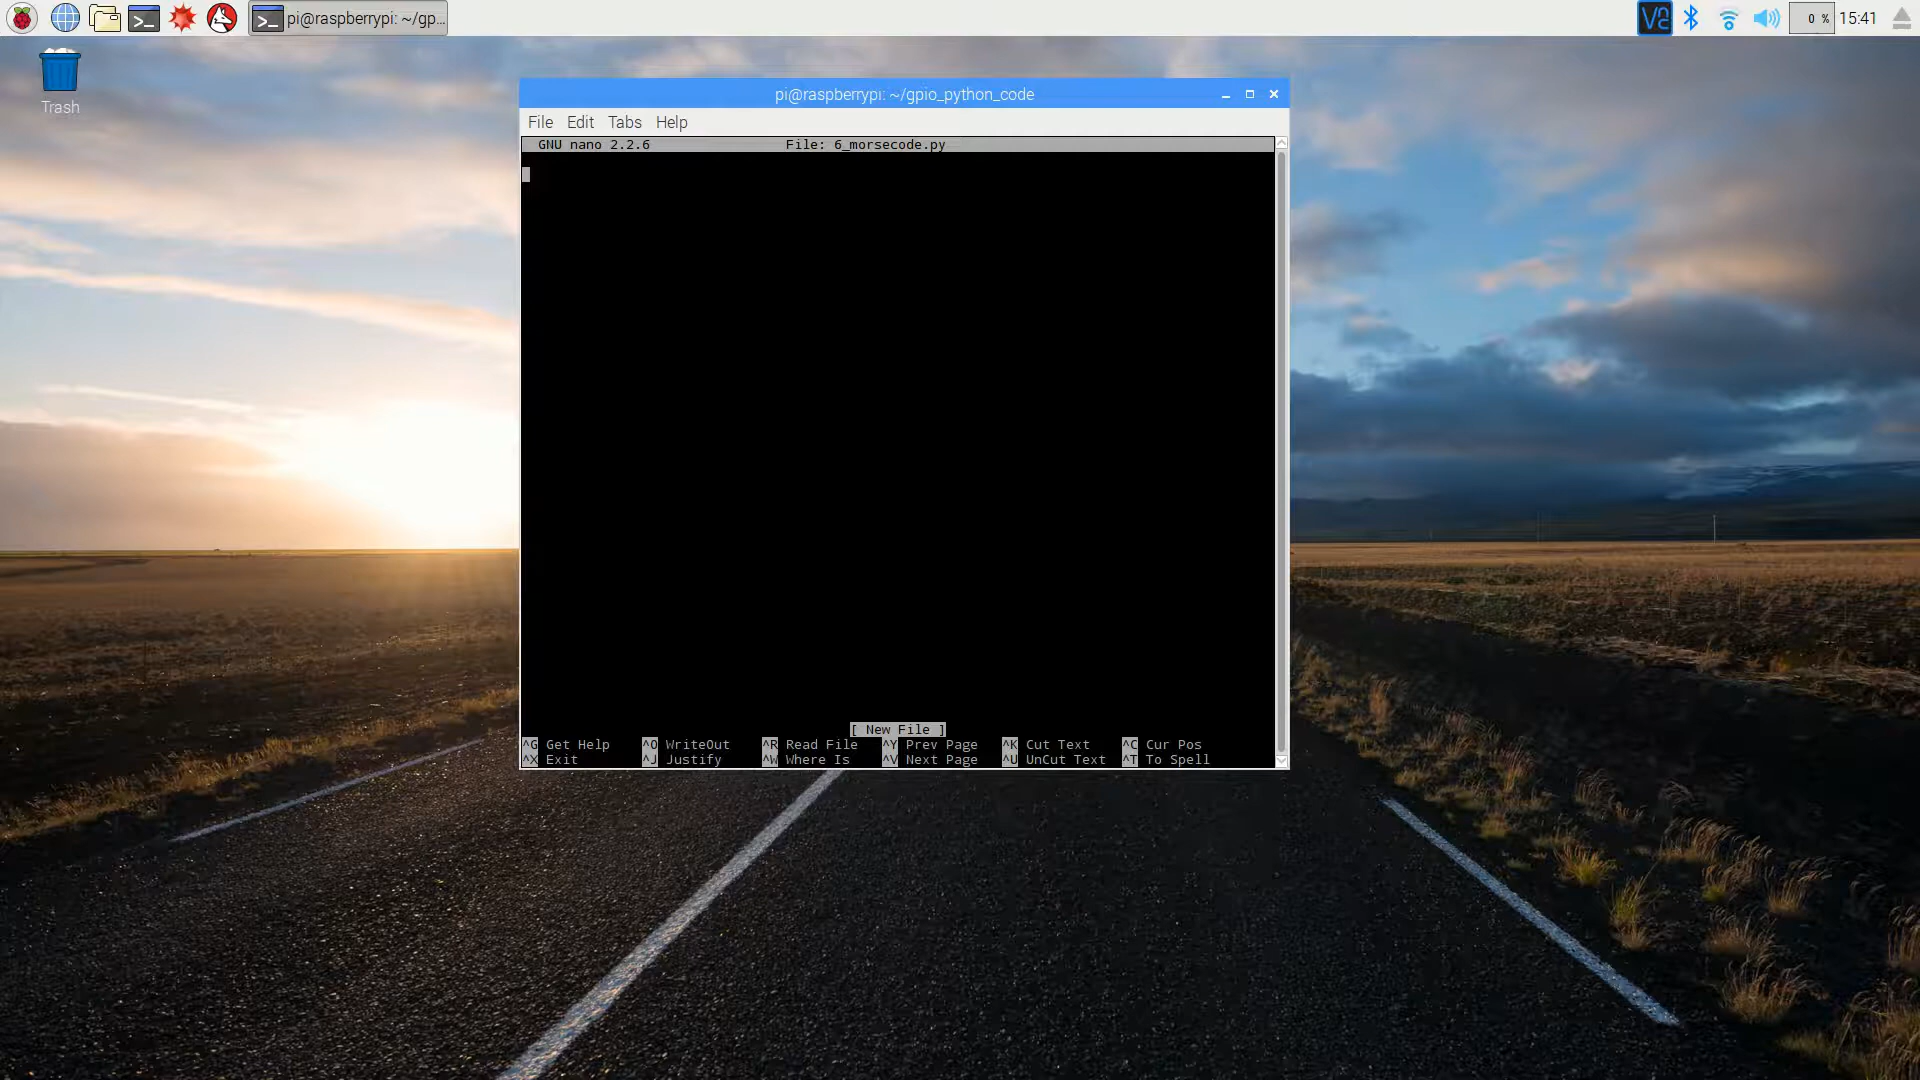 pi@raspberrypi: ~/gp...
VNC
0 %
15:41
Trash
pi@raspberrypi: ~/gpio_python_code
File Edit Tabs Help
GNU nano 2.2.6 File: 6_morsecode.py
[ New File ]
^G Get Help ^O WriteOut ^R Read File ^Y Prev Page ^K Cut Text ^C Cur Pos
^X Exit ^J Justify ^W Where Is ^V Next Page ^U UnCut Text ^T To Spell